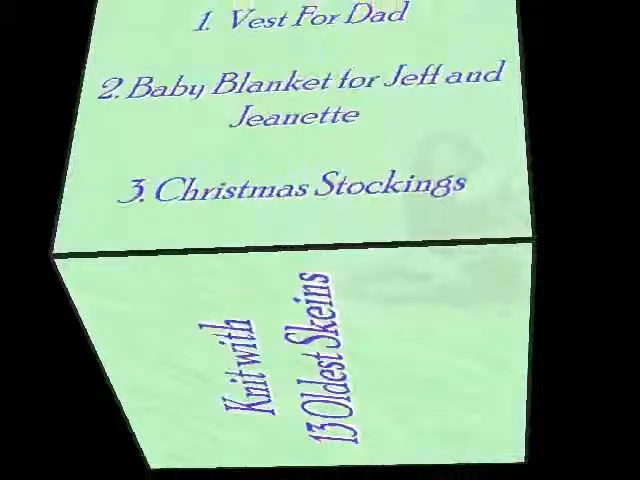 1. Vest For Dad
2. Baby Blanket for Jeff and
Jeanette
3. Christmas Stockings
Knit with
13 Oldest Skeins